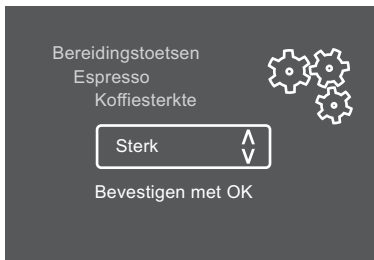 Bereidingstoetsen
Espresso
Koffiesterkte
Sterk
Bevestigen met OK